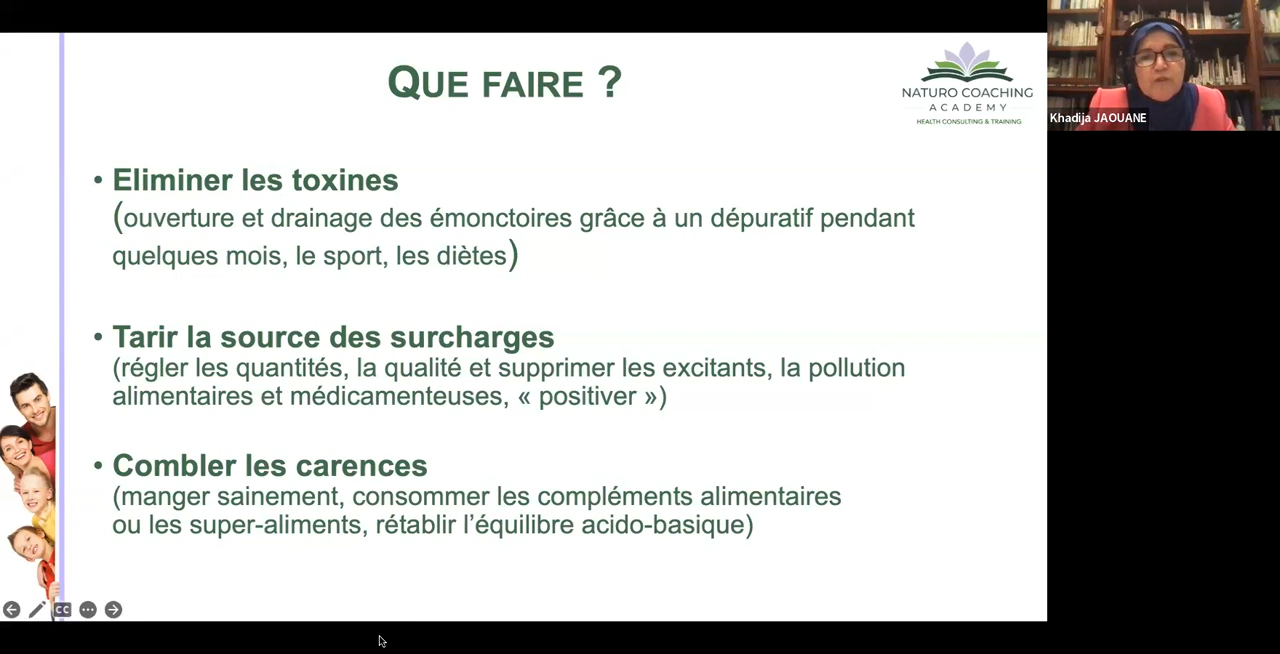 QUE FAIRE ?
NATURO COACHING
ACADEMY
HEALTH CONSULTING & TRAINING
Khadija JAOUANE
• Eliminer les toxines
(ouverture et drainage des émonctoires grâce à un dépuratif pendant
quelques mois, le sport, les diètes)
• Tarir la source des surcharges
(régler les quantités, la qualité et supprimer les excitants, la pollution
alimentaires et médicamenteuses, « positiver »)
• Combler les carences
(manger sainement, consommer les compléments alimentaires
ou les super-aliments, rétablir l'équilibre acido-basique)
CC